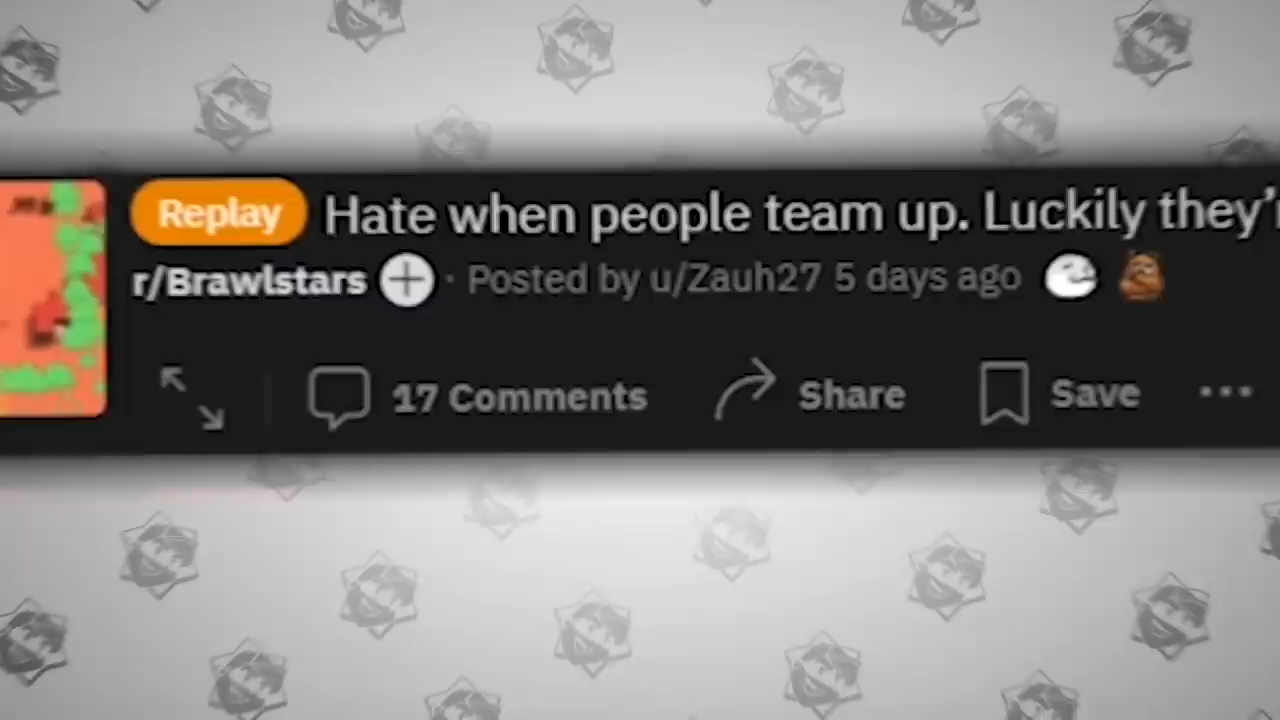 Replay Hate when people team up. Luckily they'r
r/Brawlstars · Posted by u/Zauh27 5 days ago
17 Comments Share Save ...